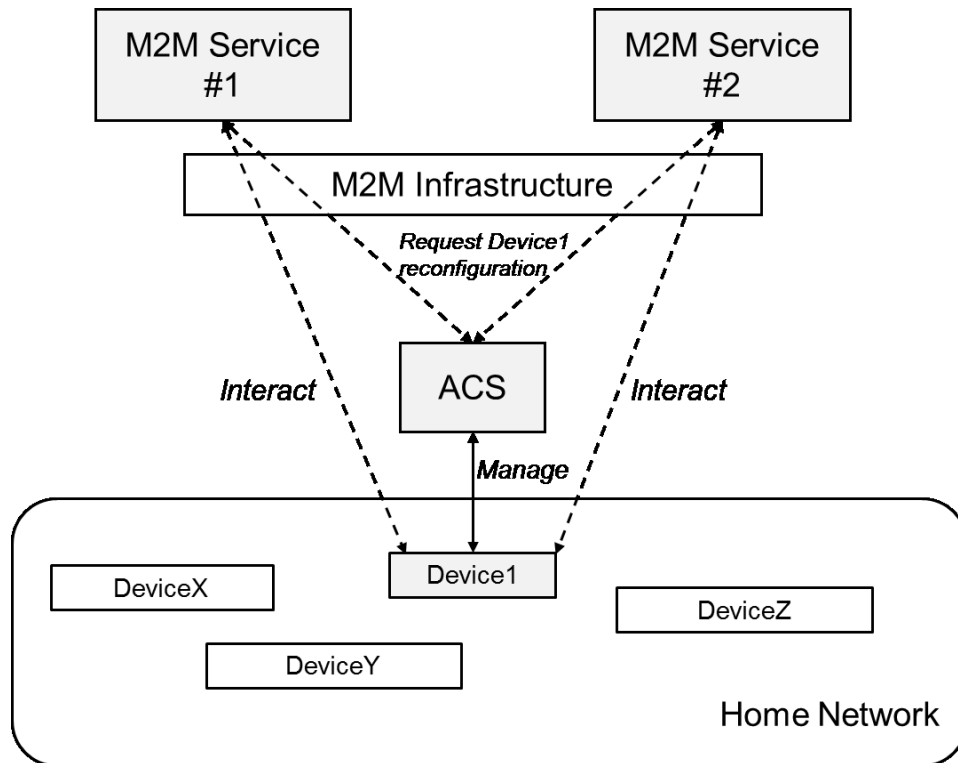 M2M Service
#1
M2M Service
#2
M2M Infrastructure
Request Device1
reconfiguration
ACS
Interact
Interact
Manage
Device1
DeviceX
DeviceZ
DeviceY
Home Network